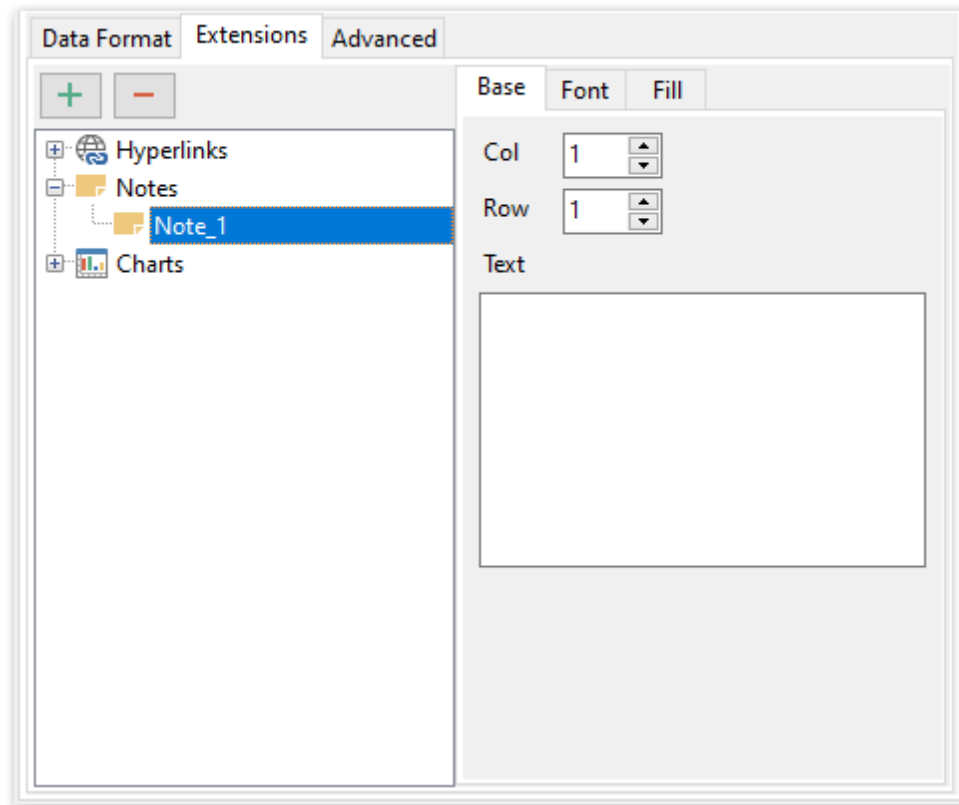 Data Format Extensions Advanced
Base Font Fill
Hyperlinks
Notes
Note_1
Charts
Col 1
Row 1
Text